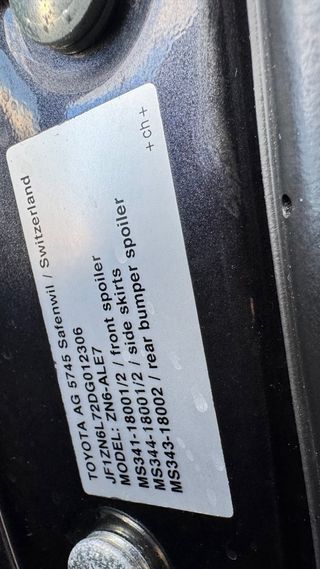 TOYOTA AG 5745 Safenwil / Switzerland
JF1ZN6L72DG012306
MODEL: ZN6-ALE7
MS341-18001/2 / front spoiler
MS344-18001/2 / side skirts
MS343-18002 / rear bumper spoiler
+ ch +